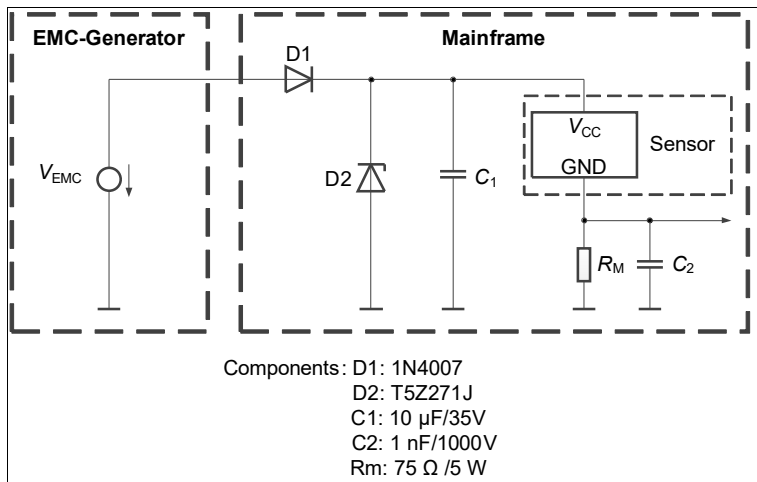 EMC-Generator
Mainframe
D1
VCC
Sensor
GND
VEMC
D2
C1
RM
C2
Components: D1: 1N4007
D2: T5Z271J
C1: 10 µF/35V
C2: 1 nF/1000V
Rm: 75 Ω /5 W